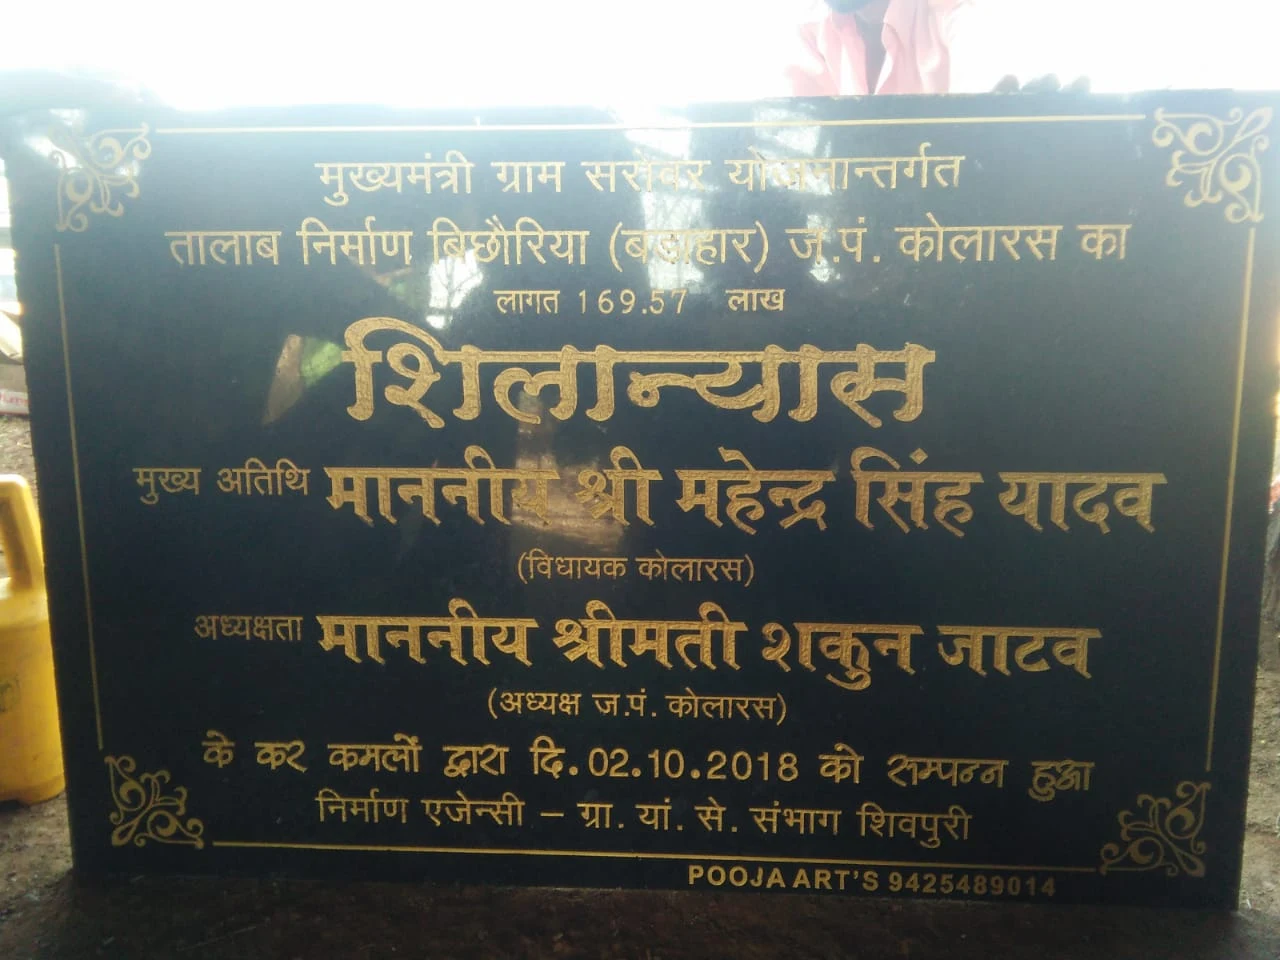 मुख्यमंत्री ग्राम सरोवर योजनान्तर्गत
तालाब निर्माण बिछौरिया (बडाहार) ज.पं. कोलारस का
लागत 169.57 लाख
शिलान्यास
मुख्य अतिथि माननीय श्री महेन्द्र सिंह यादव
(विधायक कोलारस)
अध्यक्षता माननीय श्रीमती शकुन जाटव
(अध्यक्ष ज.पं. कोलारस)
के कर कमलों द्वारा दि.02.10.2018 को सम्पन्न हुआ
निर्माण एजेन्सी – ग्रा. यां. से. संभाग शिवपुरी
POOJA ART'S 9425489014